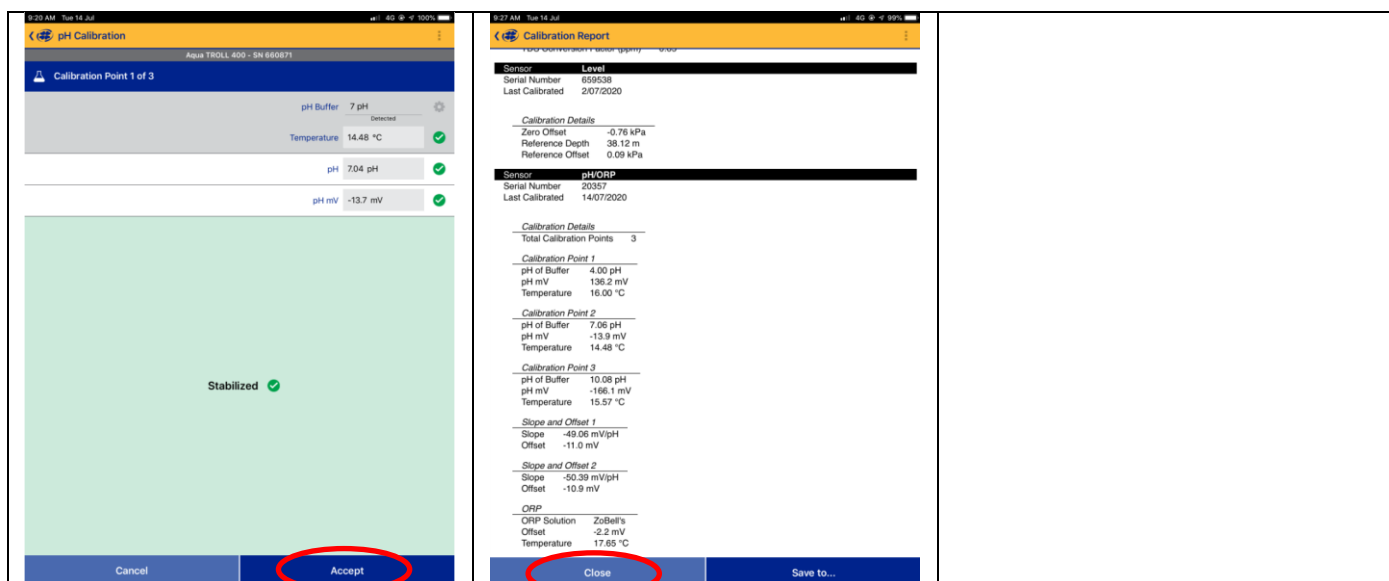 9:20 AM Tue 14 Jul
4G
100%
pH Calibration
Aqua TROLL 400 - SN 660871
Calibration Point 1 of 3
pH Buffer 7 pH
Detected
Temperature 14.48 °C
pH 7.04 pH
pH mV -13.7 mV
Stabilized
Cancel
Accept
9:27 AM Tue 14 Jul
4G
99%
Calibration Report
TDS Conversion Factor (ppm) 0.65
Sensor Level
Serial Number 659538
Last Calibrated 2/07/2020
Calibration Details
Zero Offset -0.76 kPa
Reference Depth 38.12 m
Reference Offset 0.09 kPa
Sensor pH/ORP
Serial Number 20357
Last Calibrated 14/07/2020
Calibration Details
Total Calibration Points 3
Calibration Point 1
pH of Buffer 4.00 pH
pH mV 136.2 mV
Temperature 16.00 °C
Calibration Point 2
pH of Buffer 7.06 pH
pH mV -13.9 mV
Temperature 14.48 °C
Calibration Point 3
pH of Buffer 10.08 pH
pH mV -166.1 mV
Temperature 15.57 °C
Slope and Offset 1
Slope -49.06 mV/pH
Offset -11.0 mV
Slope and Offset 2
Slope -50.39 mV/pH
Offset -10.9 mV
ORP
ORP Solution ZoBell's
Offset -2.2 mV
Temperature 17.65 °C
Close
Save to...